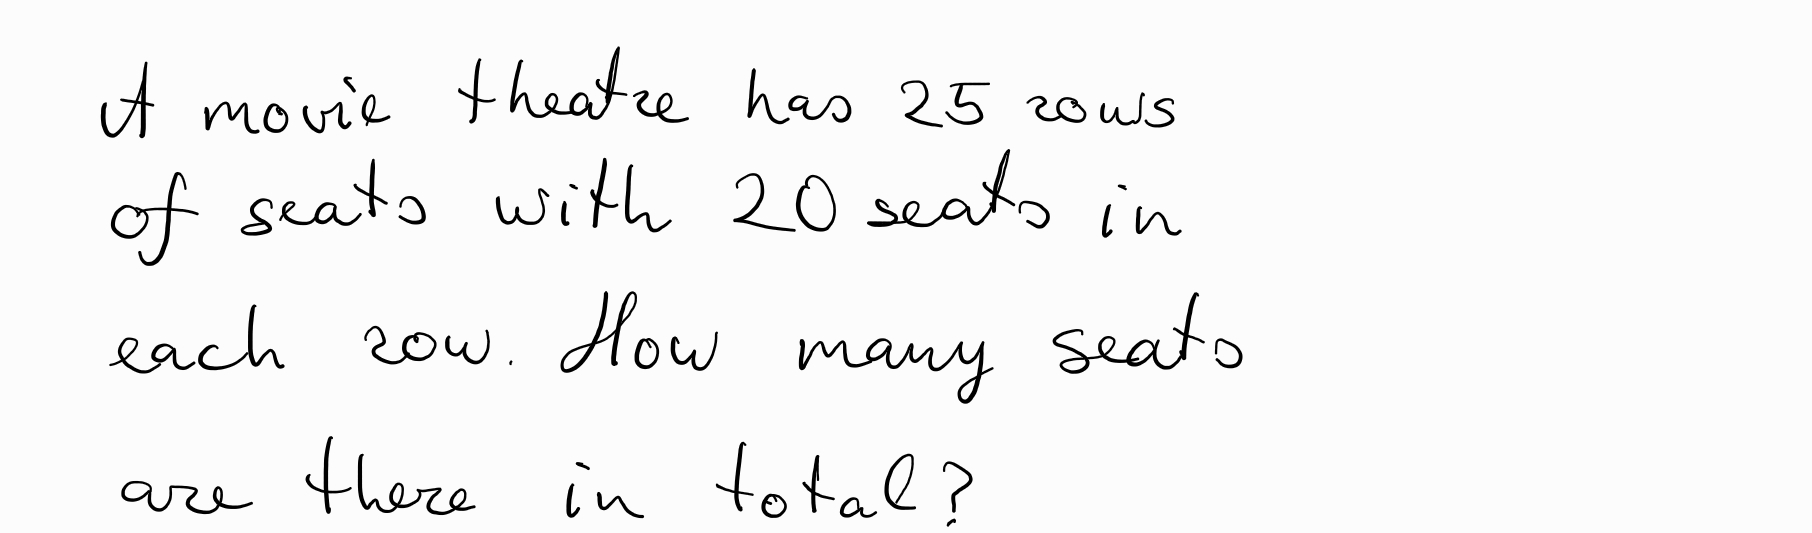 A movie theatre has 25 rows
of seats with 20 seats in
each row. How many seats
are there in total?